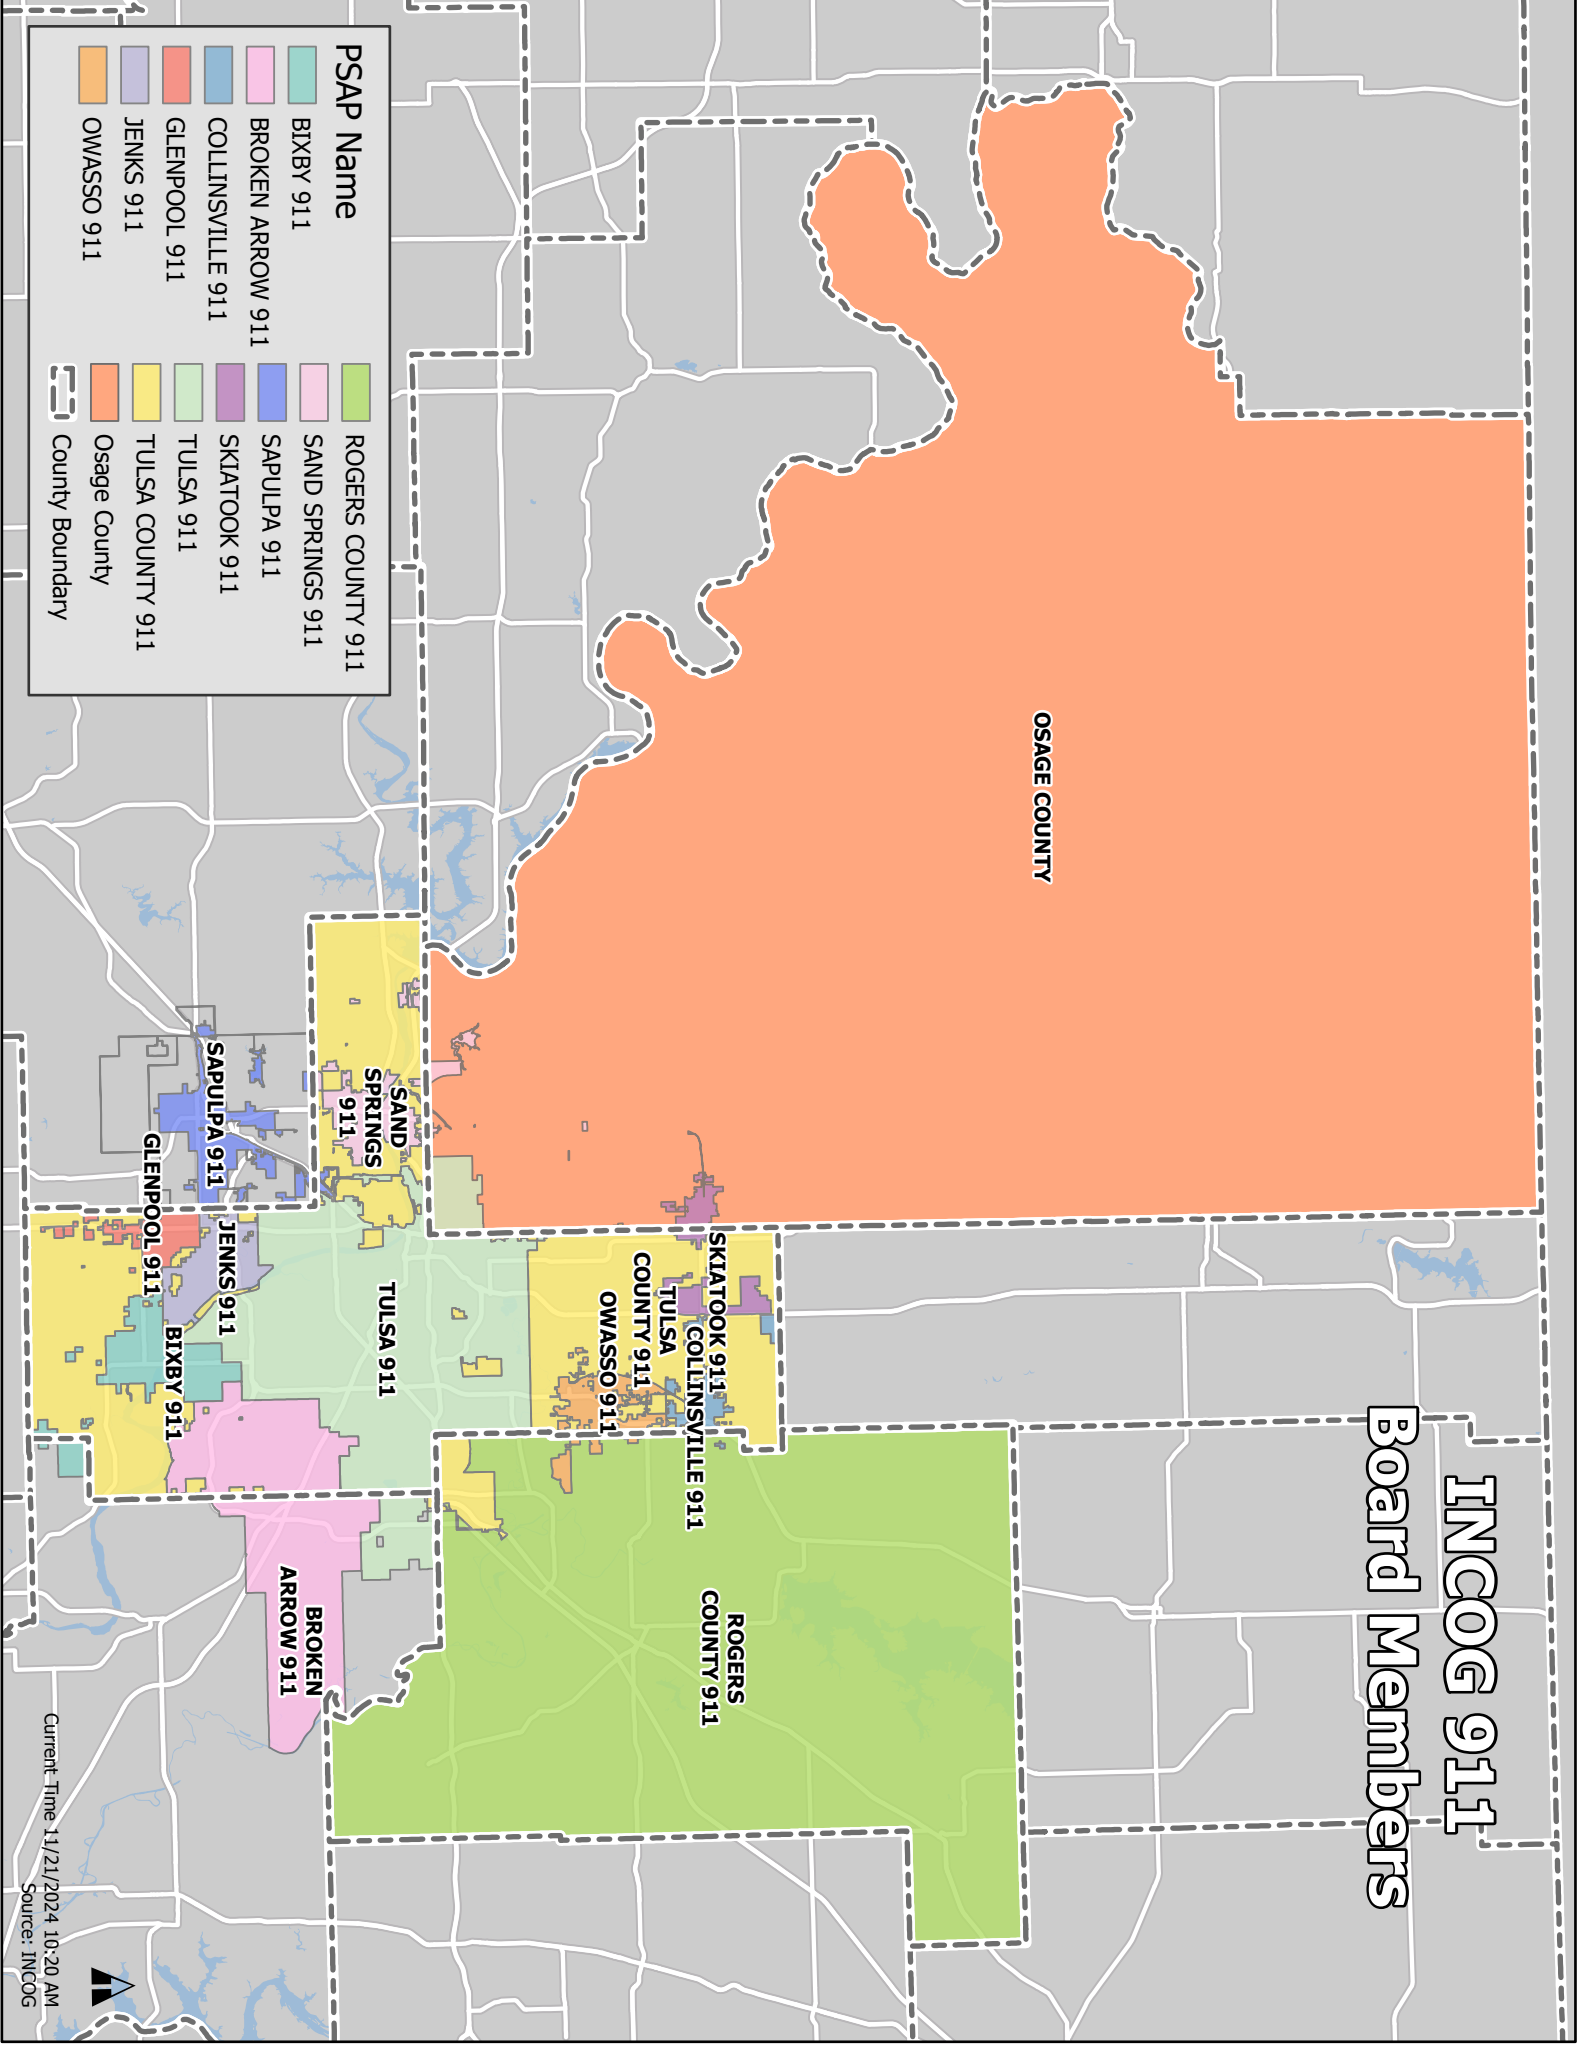 INCOG 911
Board Members
OSAGE COUNTY
SKIATOOK 911
COLLINSVILLE 911
TULSA
COUNTY 911
OWASSO 911
ROGERS
COUNTY 911
SAND
SPRINGS
911
TULSA 911
SAPULPA 911
JENKS 911
GLENPOOL 911
BIXBY 911
BROKEN
ARROW 911
PSAP Name
BIXBY 911
BROKEN ARROW 911
COLLINSVILLE 911
GLENPOOL 911
JENKS 911
OWASSO 911
ROGERS COUNTY 911
SAND SPRINGS 911
SAPULPA 911
SKIATOOK 911
TULSA 911
TULSA COUNTY 911
Osage County
County Boundary
Current Time 11/21/2024 10:20 AM
Source: INCOG